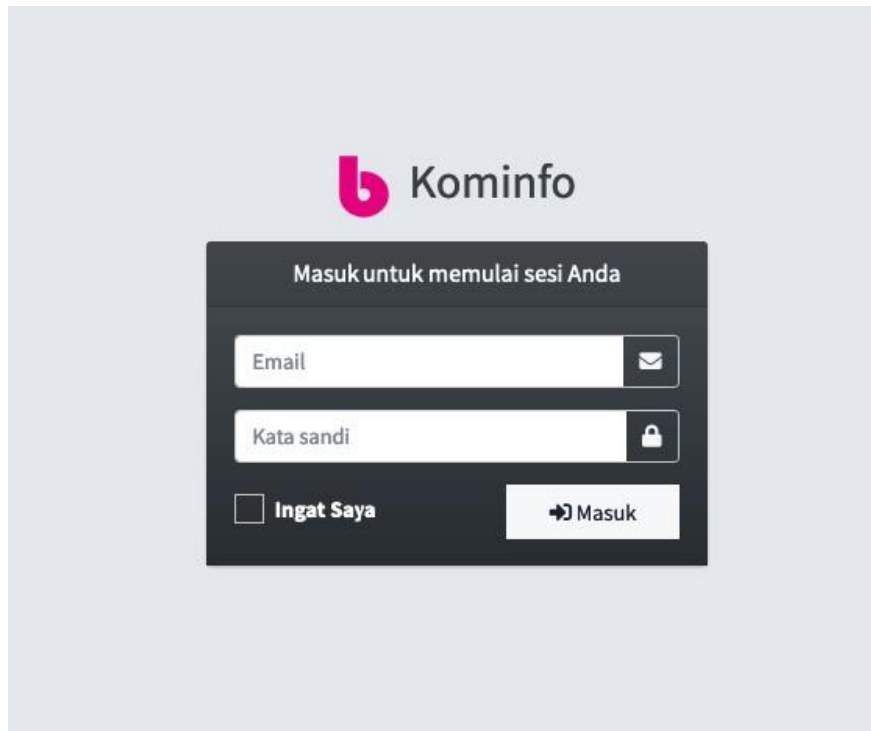 b Kominfo
Masuk untuk memulai sesi Anda
Email
Kata sandi
Ingat Saya
Masuk